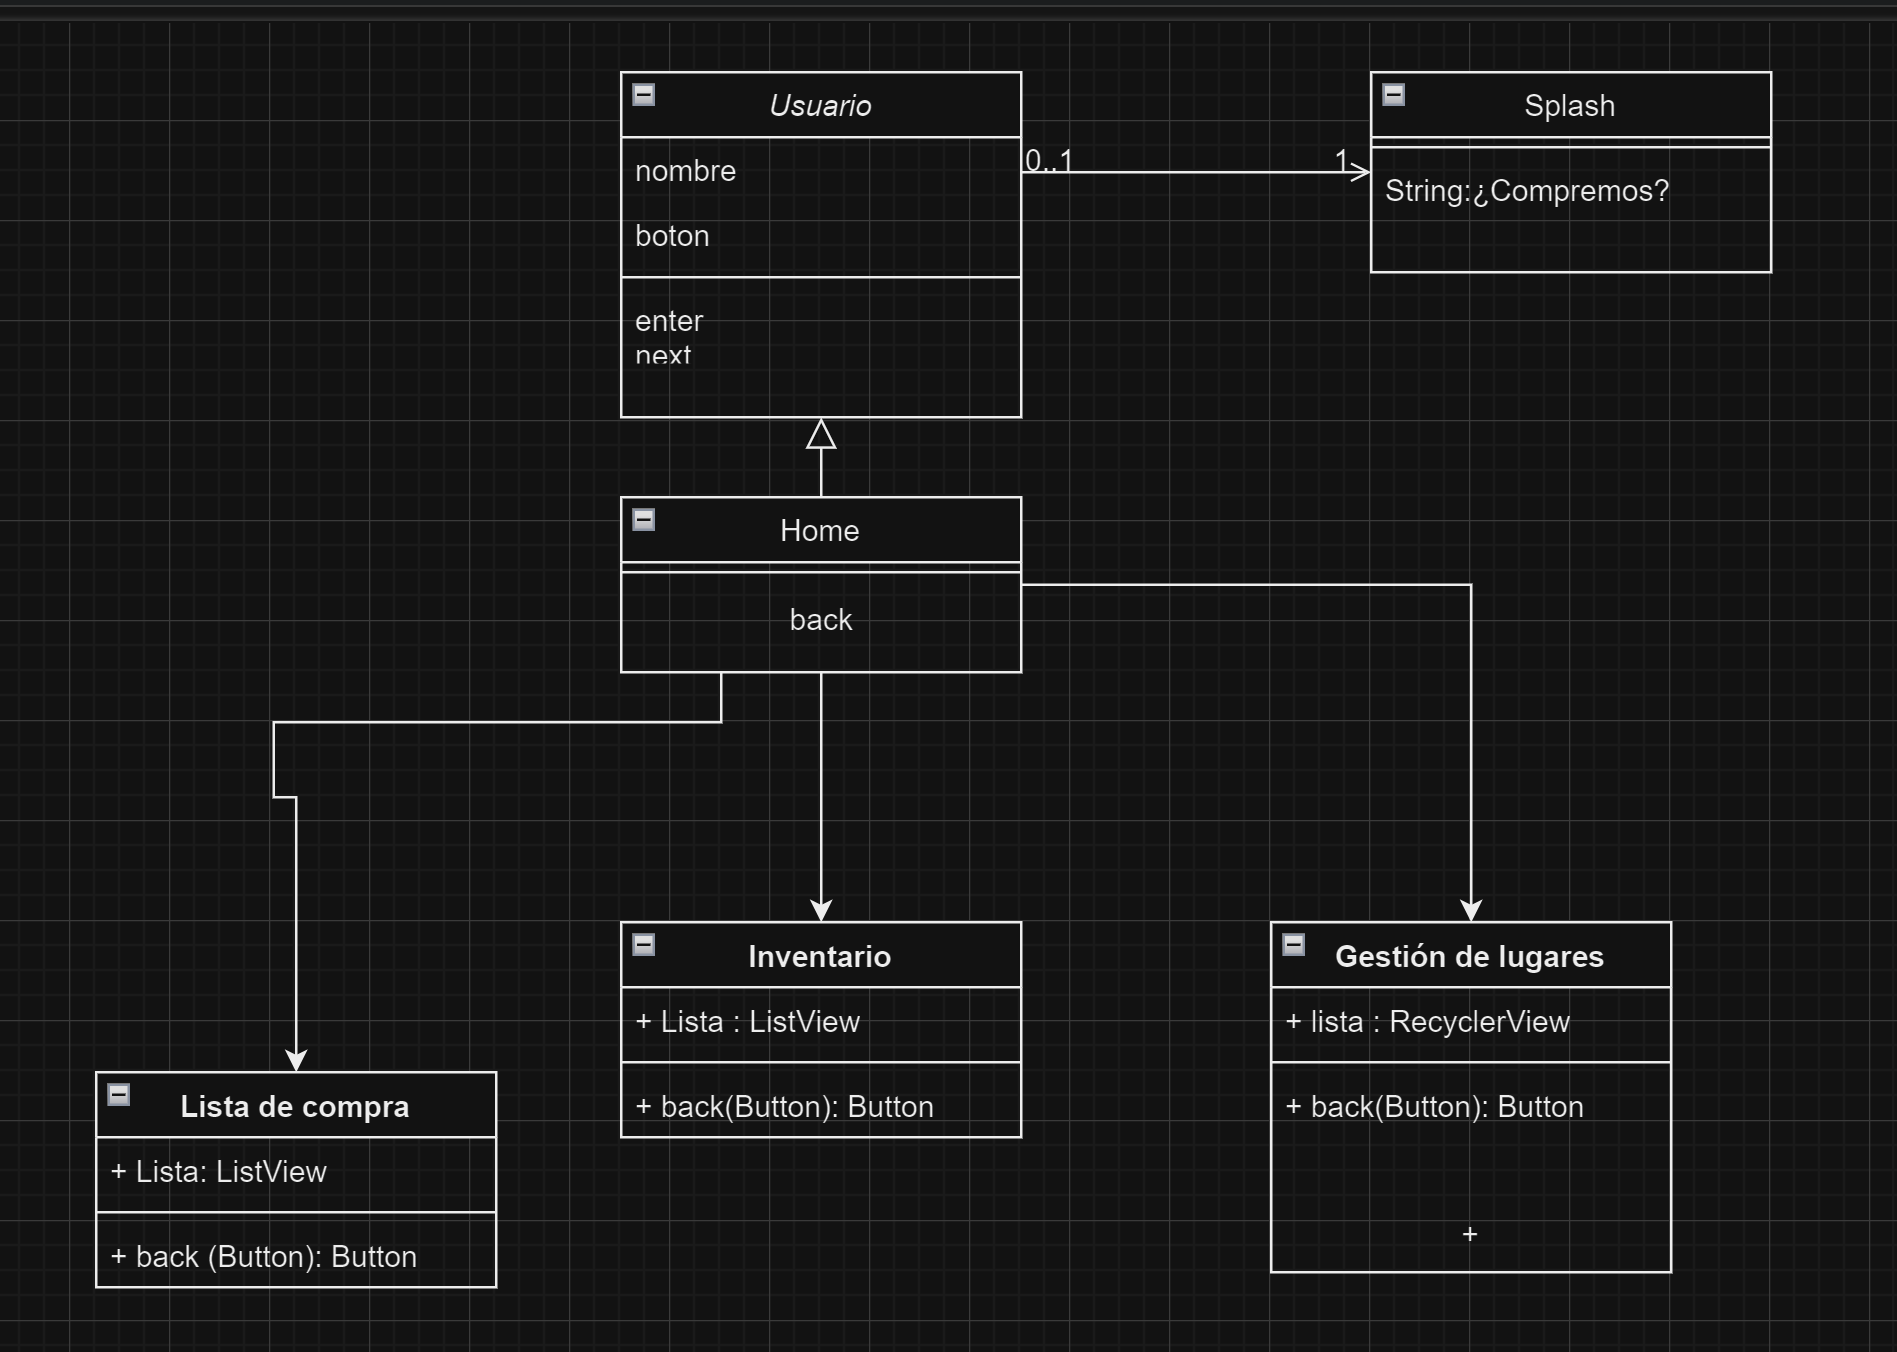 Usuario
nombre
boton
enter
next
0..1
1
Splash
String:¿Compremos?
Home
back
Inventario
+ Lista : ListView
+ back(Button): Button
Gestión de lugares
+ lista : RecyclerView
+ back(Button): Button
+
Lista de compra
+ Lista: ListView
+ back (Button): Button